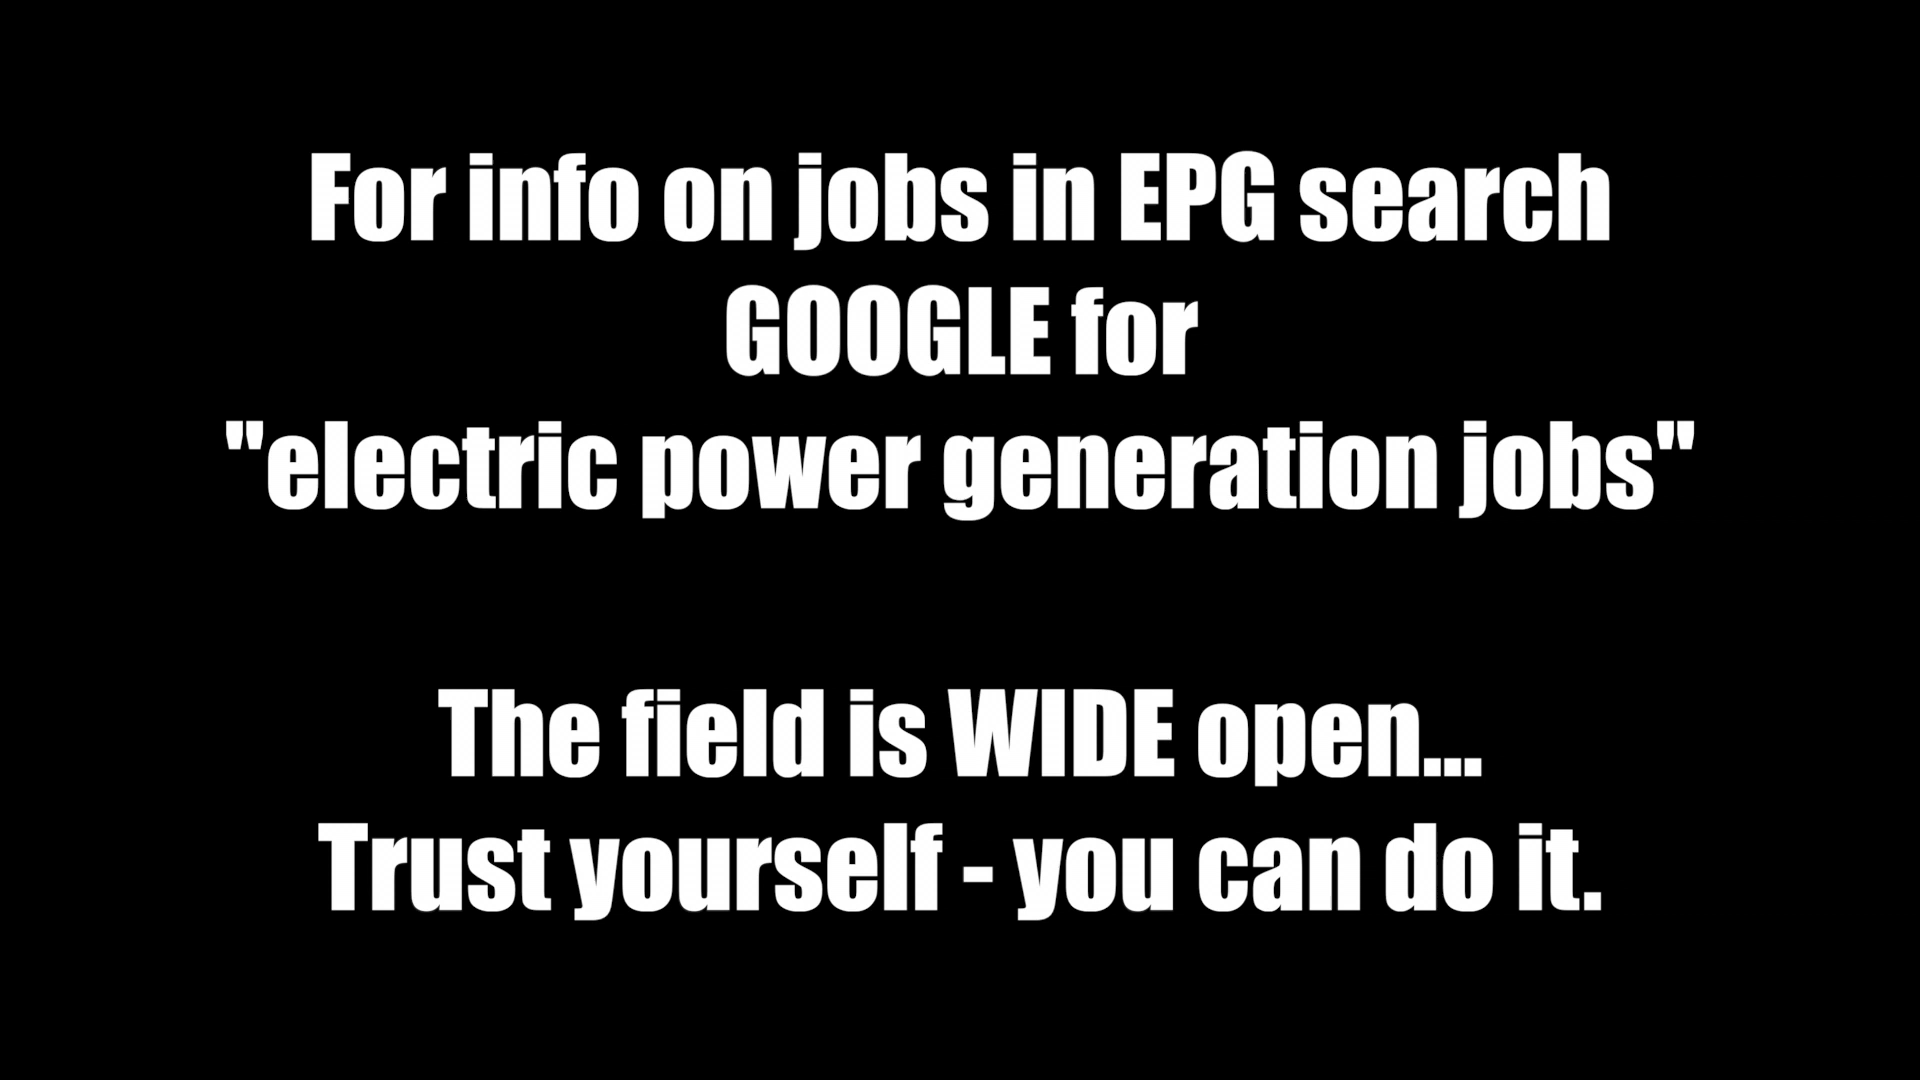 For info on jobs in EPG search
GOOGLE for
"electric power generation jobs"
The field is WIDE open...
Trust yourself - you can do it.